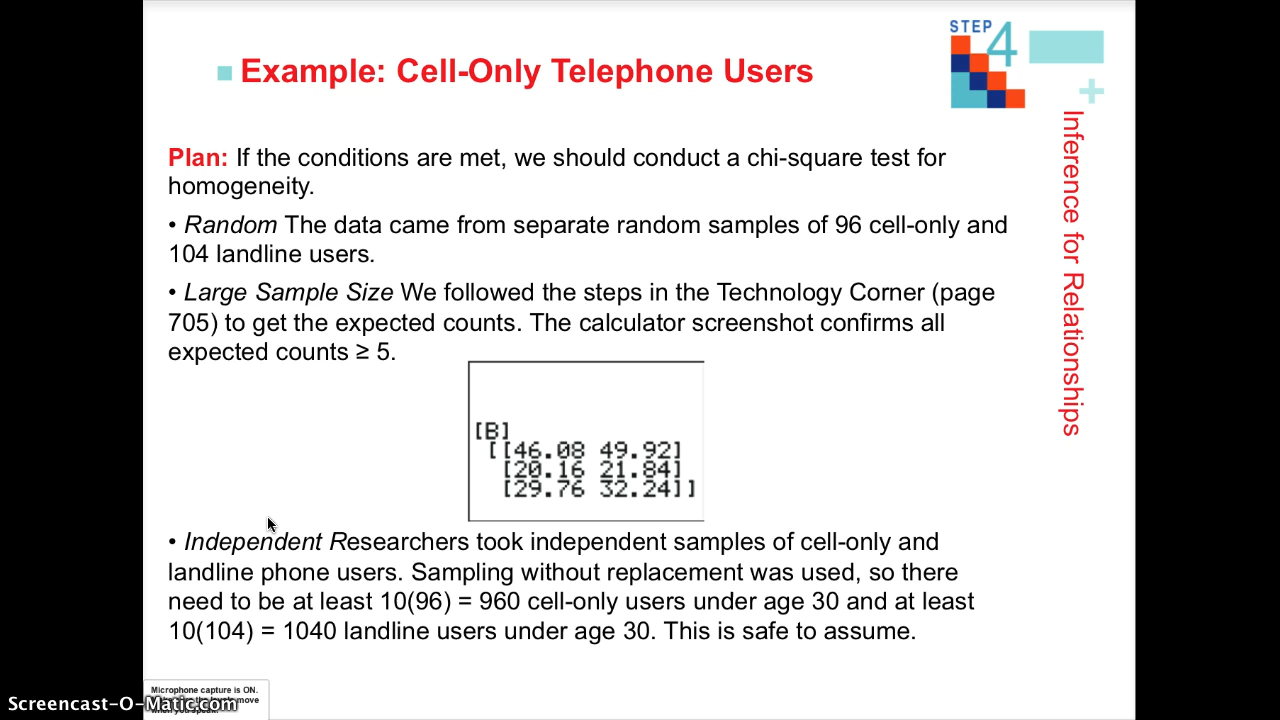 STEP 4
Example: Cell-Only Telephone Users
+
Inference for Relationships
Plan: If the conditions are met, we should conduct a chi-square test for
homogeneity.
• Random The data came from separate random samples of 96 cell-only and
104 landline users.
• Large Sample Size We followed the steps in the Technology Corner (page
705) to get the expected counts. The calculator screenshot confirms all
expected counts ≥ 5.
[B]
[[46.08 49.92]
[20.16 21.84]
[29.76 32.24]]
• Independent Researchers took independent samples of cell-only and
landline phone users. Sampling without replacement was used, so there
need to be at least 10(96) = 960 cell-only users under age 30 and at least
10(104) = 1040 landline users under age 30. This is safe to assume.
Microphone capture is ON.
move
Screencast-O-Matic.com